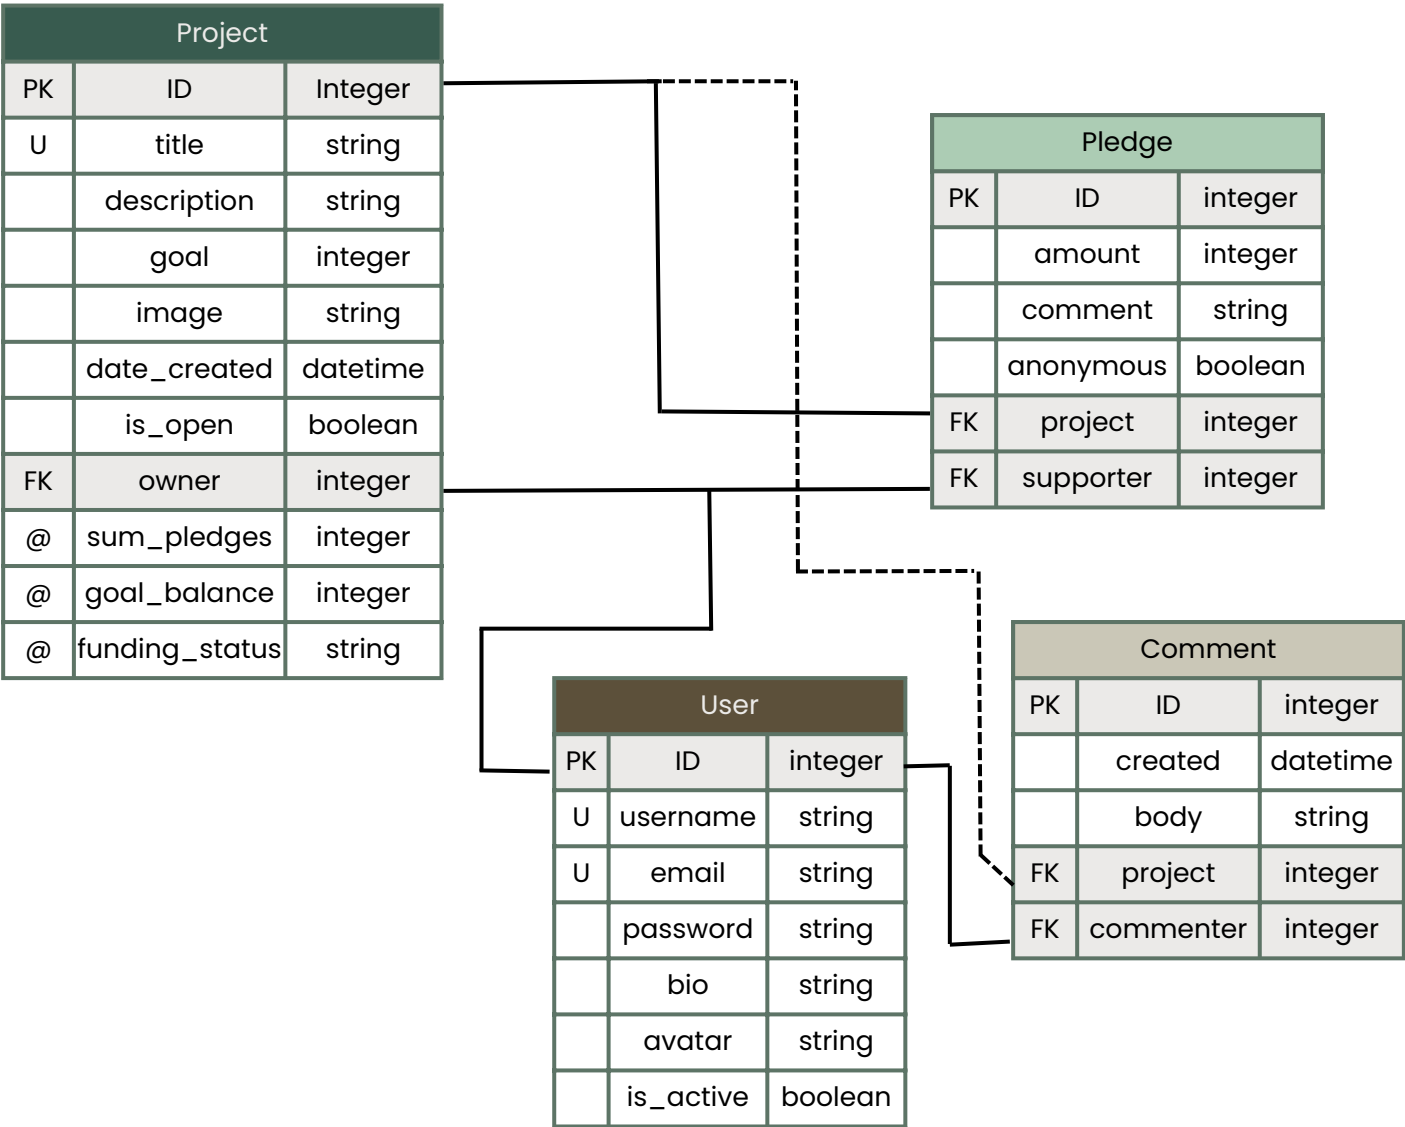 Project
PK ID Integer
U title string
description string
goal integer
image string
date_created datetime
is_open boolean
FK owner integer
@ sum_pledges integer
@ goal_balance integer
@ funding_status string
Pledge
PK ID integer
amount integer
comment string
anonymous boolean
FK project integer
FK supporter integer
User
PK ID integer
U username string
U email string
password string
bio string
avatar string
is_active boolean
Comment
PK ID integer
created datetime
body string
FK project integer
FK commenter integer